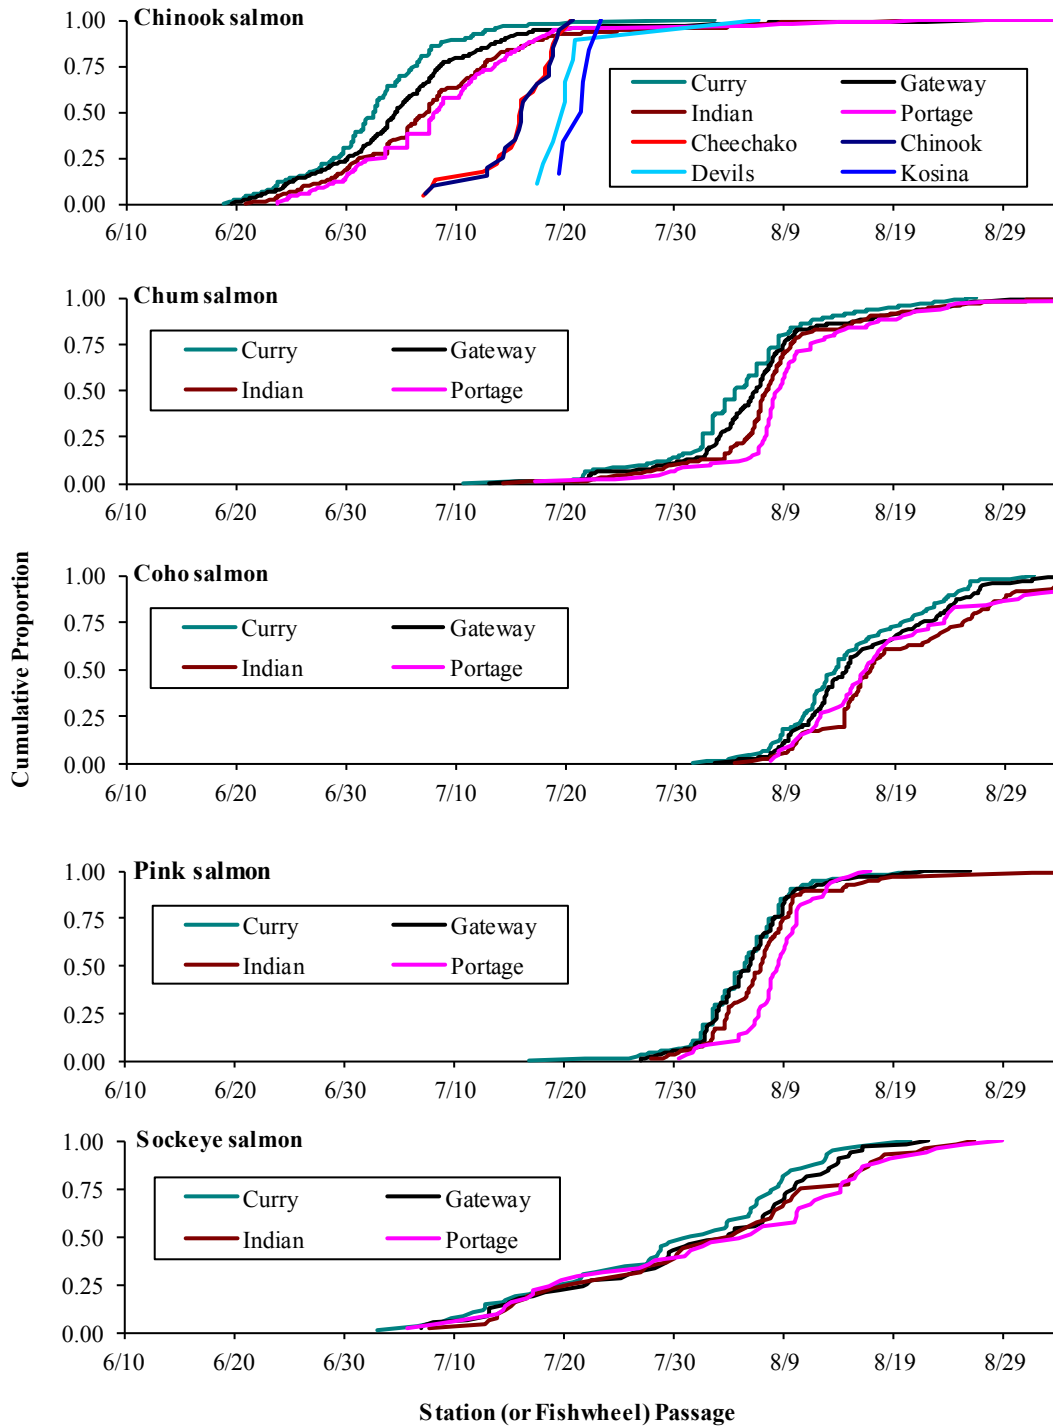 Chinook salmon
1.00
0.75
0.50
0.25
0.00
Curry Gateway
Indian Portage
Cheechako Chinook
Devils Kosina
6/10 6/20 6/30 7/10 7/20 7/30 8/9 8/19 8/29
Chum salmon
1.00
0.75
0.50
0.25
0.00
Curry Gateway
Indian Portage
6/10 6/20 6/30 7/10 7/20 7/30 8/9 8/19 8/29
Cumulative Proportion
Coho salmon
1.00
0.75
0.50
0.25
0.00
Curry Gateway
Indian Portage
6/10 6/20 6/30 7/10 7/20 7/30 8/9 8/19 8/29
Pink salmon
1.00
0.75
0.50
0.25
0.00
Curry Gateway
Indian Portage
6/10 6/20 6/30 7/10 7/20 7/30 8/9 8/19 8/29
Sockeye salmon
1.00
0.75
0.50
0.25
0.00
Curry Gateway
Indian Portage
6/10 6/20 6/30 7/10 7/20 7/30 8/9 8/19 8/29
Station (or Fishwheel) Passage